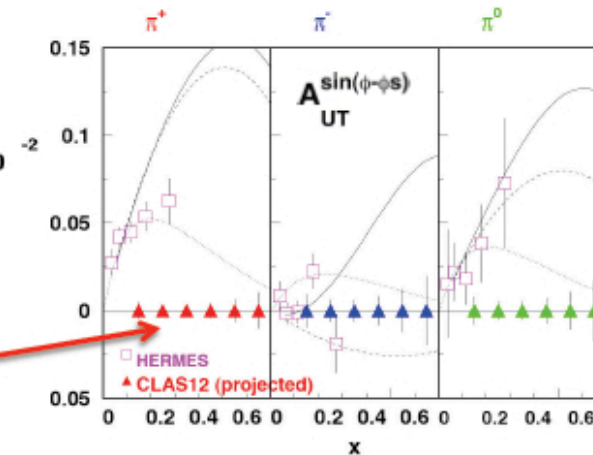 π+ π- π0
0.15
A sin(φ-φs) UT
-2
0.1
0.05
0
HERMES
CLAS12 (projected)
0.05
0 0.2 0.4 0.6 0 0.2 0.4 0.6 0 0.2 0.4 0.6
x